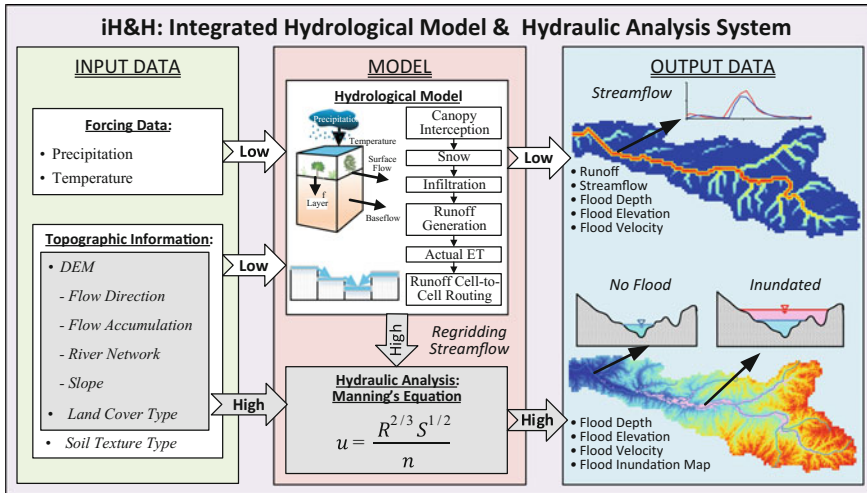 iH&H: Integrated Hydrological Model & Hydraulic Analysis System
INPUT DATA
Forcing Data:
• Precipitation
• Temperature
Topographic Information:
• DEM
- Flow Direction
- Flow Accumulation
- River Network
- Slope
• Land Cover Type
• Soil Texture Type
Low
Low
High
MODEL
Hydrological Model
Precipitation
Temperature
Surface
Flow
f
Layer
Baseflow
Canopy
Interception
Snow
Infiltration
Runoff
Generation
Actual ET
Runoff Cell-to-
Cell Routing
High
Regridding
Streamflow
Hydraulic Analysis:
Manning's Equation
u = R^{2/3} S^{1/2} / n
Low
High
OUTPUT DATA
Streamflow
• Runoff
• Streamflow
• Flood Depth
• Flood Elevation
• Flood Velocity
No Flood
Inundated
• Flood Depth
• Flood Elevation
• Flood Velocity
• Flood Inundation Map